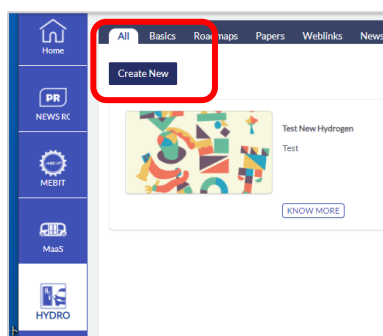 Home
PR
NEWS RC
MEBIT
MaaS
HYDRO
All Basics Roadmaps Papers Weblinks News
Create New
Test New Hydrogen
Test
KNOW MORE